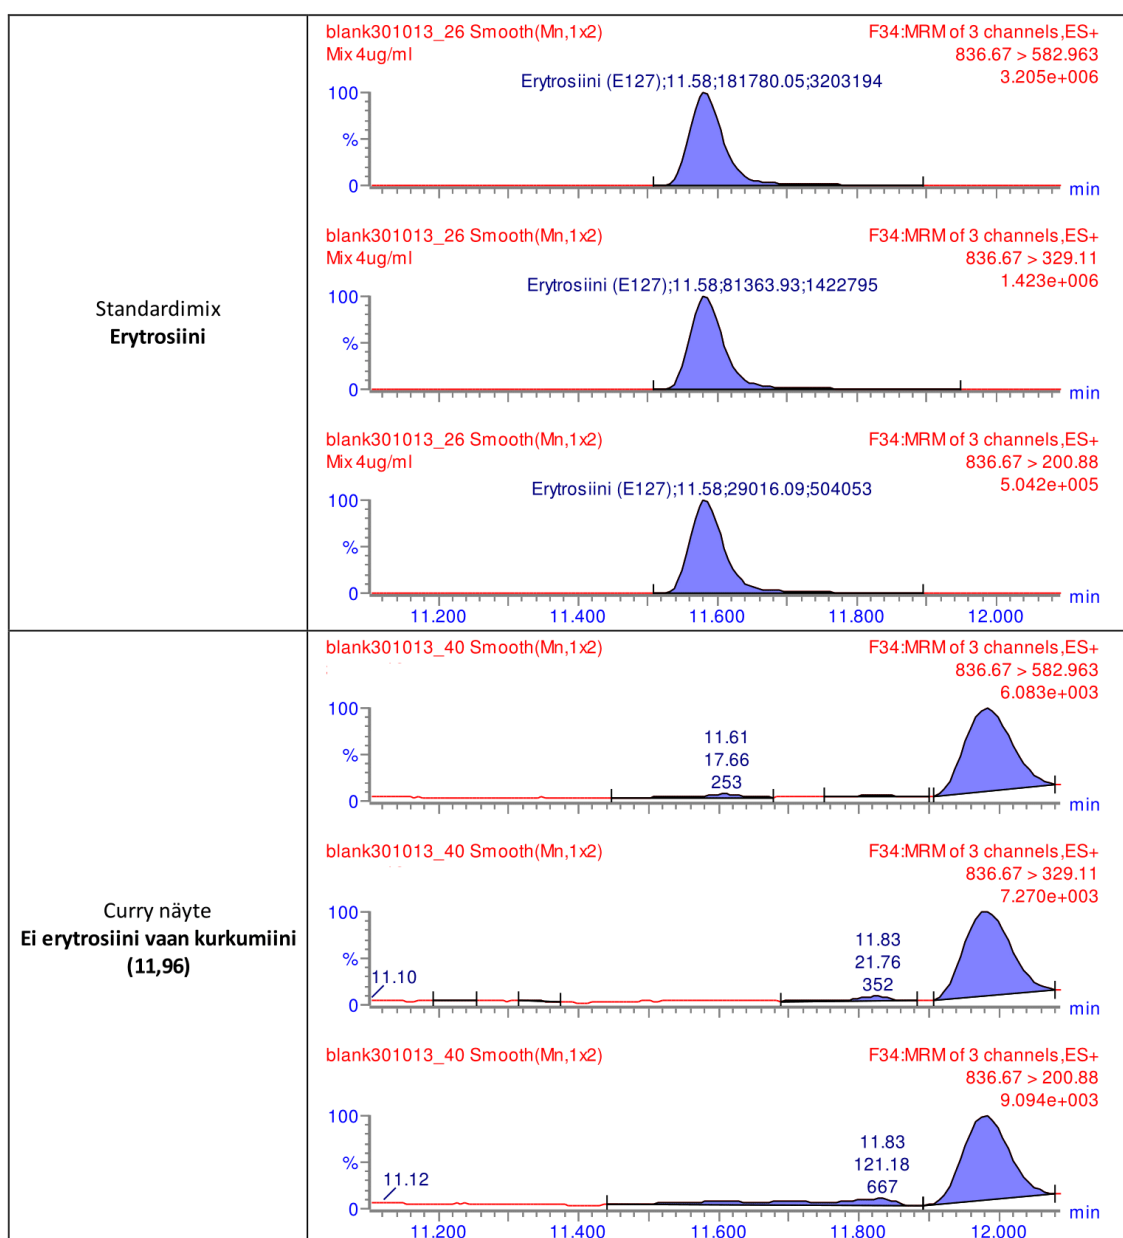 Standardimix
Erytrosiini
blank301013_26 Smooth(Mn,1x2)
F34:MRM of 3 channels,ES+
Mix 4ug/ml
836.67 > 582.963
3.205e+006
Erytrosiini (E127);11.58;181780.05;3203194
100
%
0
min
blank301013_26 Smooth(Mn,1x2)
F34:MRM of 3 channels,ES+
Mix 4ug/ml
836.67 > 329.11
1.423e+006
Erytrosiini (E127);11.58;81363.93;1422795
100
%
0
min
blank301013_26 Smooth(Mn,1x2)
F34:MRM of 3 channels,ES+
Mix 4ug/ml
836.67 > 200.88
5.042e+005
Erytrosiini (E127);11.58;29016.09;504053
100
%
0
min
11.200 11.400 11.600 11.800 12.000
Curry näyte
Ei erytrosiini vaan kurkumiini
(11,96)
blank301013_40 Smooth(Mn,1x2)
F34:MRM of 3 channels,ES+
836.67 > 582.963
6.083e+003
100
%
0
11.61
17.66
253
min
blank301013_40 Smooth(Mn,1x2)
F34:MRM of 3 channels,ES+
836.67 > 329.11
7.270e+003
100
%
0
11.10
11.83
21.76
352
min
blank301013_40 Smooth(Mn,1x2)
F34:MRM of 3 channels,ES+
836.67 > 200.88
9.094e+003
100
%
0
11.12
11.83
121.18
667
min
11.200 11.400 11.600 11.800 12.000